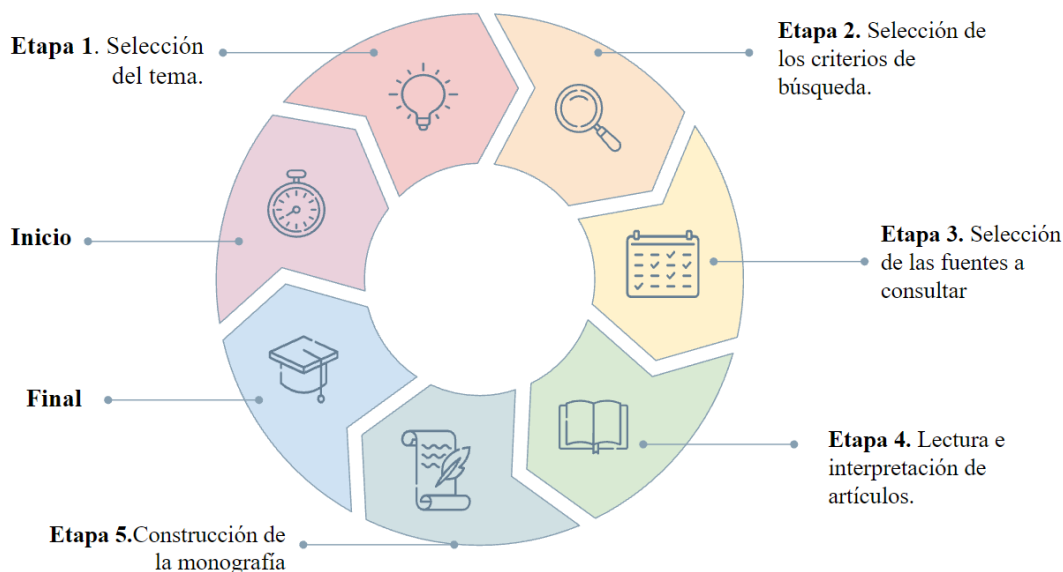 Etapa 1. Selección
del tema.
Etapa 2. Selección de
los criterios de
búsqueda.
Inicio
Etapa 3. Selección
de las fuentes a
consultar
Final
Etapa 4. Lectura e
interpretación de
artículos.
Etapa 5.Construcción de
la monografía